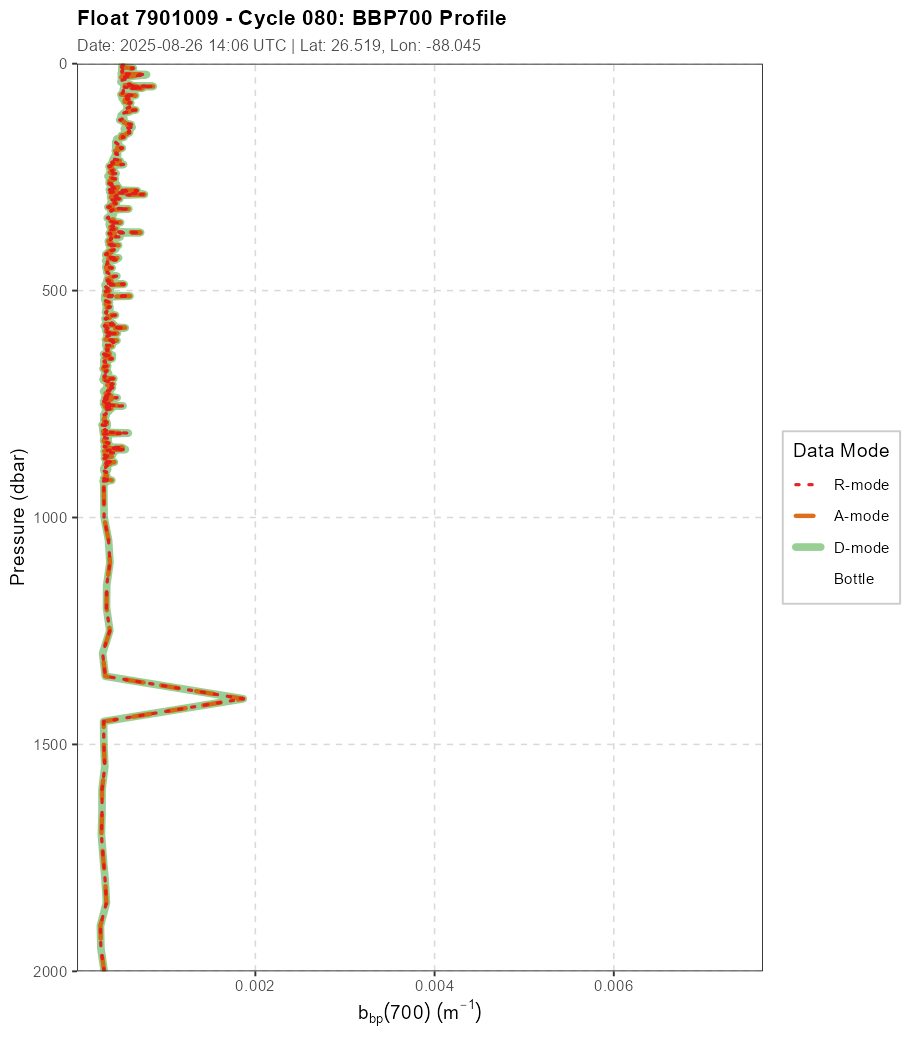 Float 7901009 - Cycle 080: BBP700 Profile
Date: 2025-08-26 14:06 UTC | Lat: 26.519, Lon: -88.045
0
500
1000
1500
2000
Pressure (dbar)
0.002
0.004
0.006
b_bp(700) (m⁻¹)
Data Mode
R-mode
A-mode
D-mode
Bottle